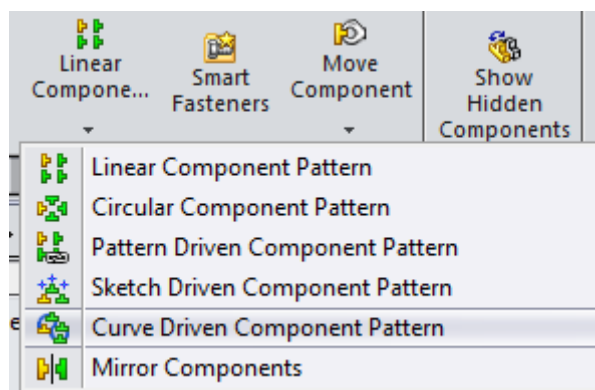 Linear
Compone...
Smart
Fasteners
Move
Component
Show
Hidden
Components
Linear Component Pattern
Circular Component Pattern
Pattern Driven Component Pattern
Sketch Driven Component Pattern
Curve Driven Component Pattern
Mirror Components